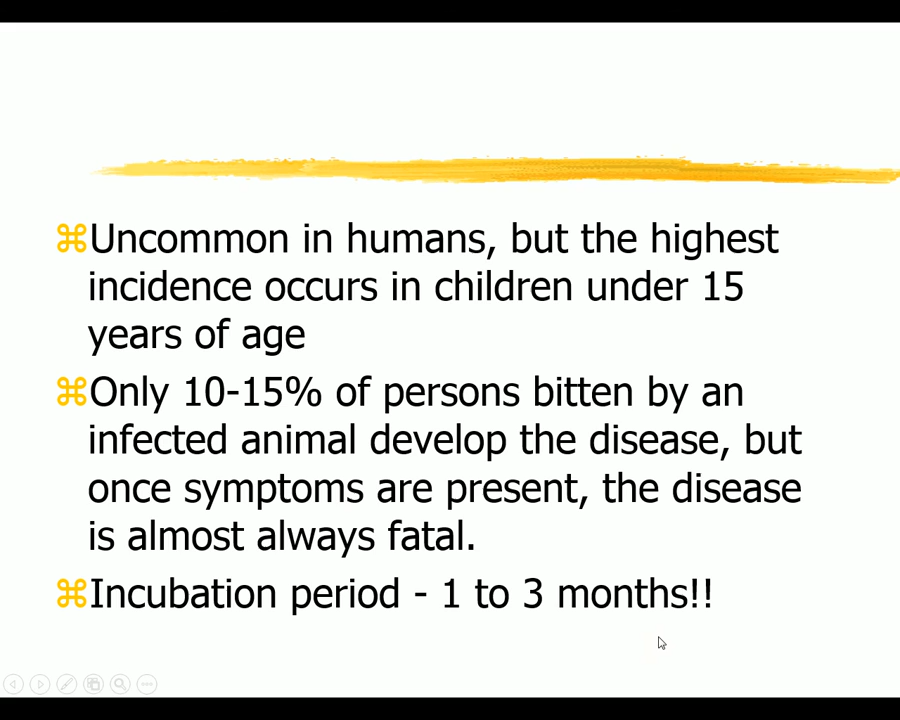 ⌘Uncommon in humans, but the highest
incidence occurs in children under 15
years of age
⌘Only 10-15% of persons bitten by an
infected animal develop the disease, but
once symptoms are present, the disease
is almost always fatal.
⌘Incubation period - 1 to 3 months!!